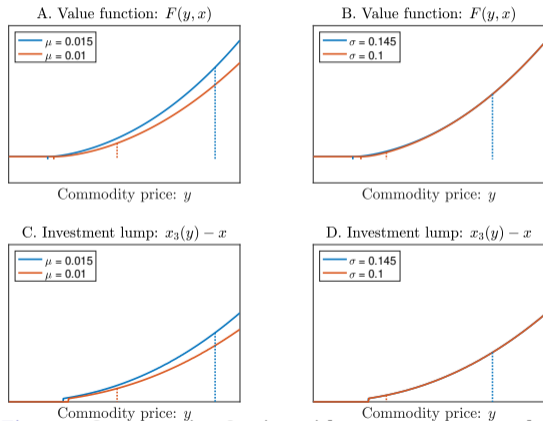 A. Value function: F(y, x)
μ = 0.015
μ = 0.01
Commodity price: y
B. Value function: F(y, x)
σ = 0.145
σ = 0.1
Commodity price: y
C. Investment lump: x₃(y) − x
μ = 0.015
μ = 0.01
Commodity price: y
D. Investment lump: x₃(y) − x
σ = 0.145
σ = 0.1
Commodity price: y